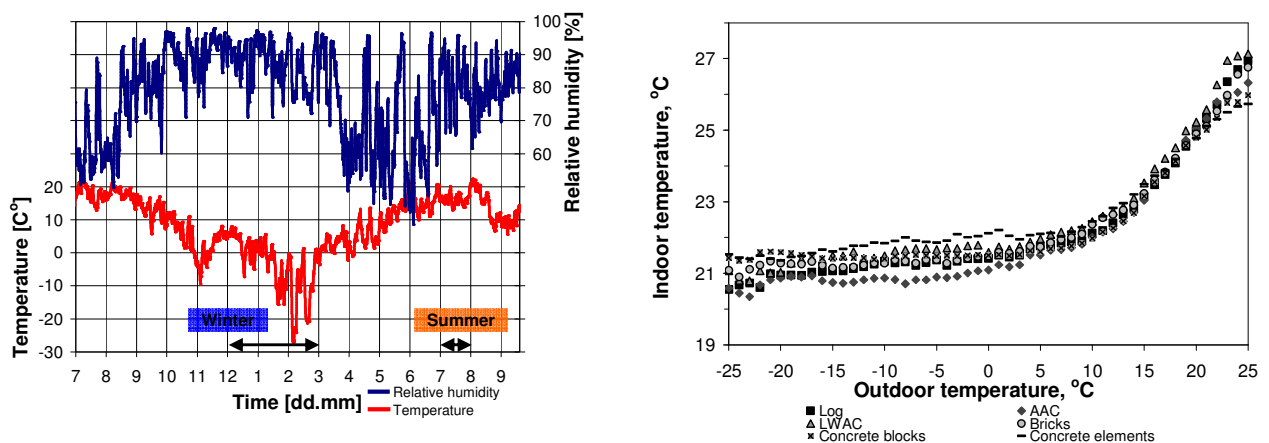 Temperature [C°]
20
10
0
-10
-20
-30
100
90
80
70
60
Relative humidity [%]
Winter
Summer
7 8 9 10 11 12 1 2 3 4 5 6 7 8 9
Time [dd.mm]
Relative humidity
Temperature
Indoor temperature, °C
27
25
23
21
19
-25 -20 -15 -10 -5 0 5 10 15 20 25
Outdoor temperature, °C
Log
LWAC
Concrete blocks
AAC
Bricks
Concrete elements